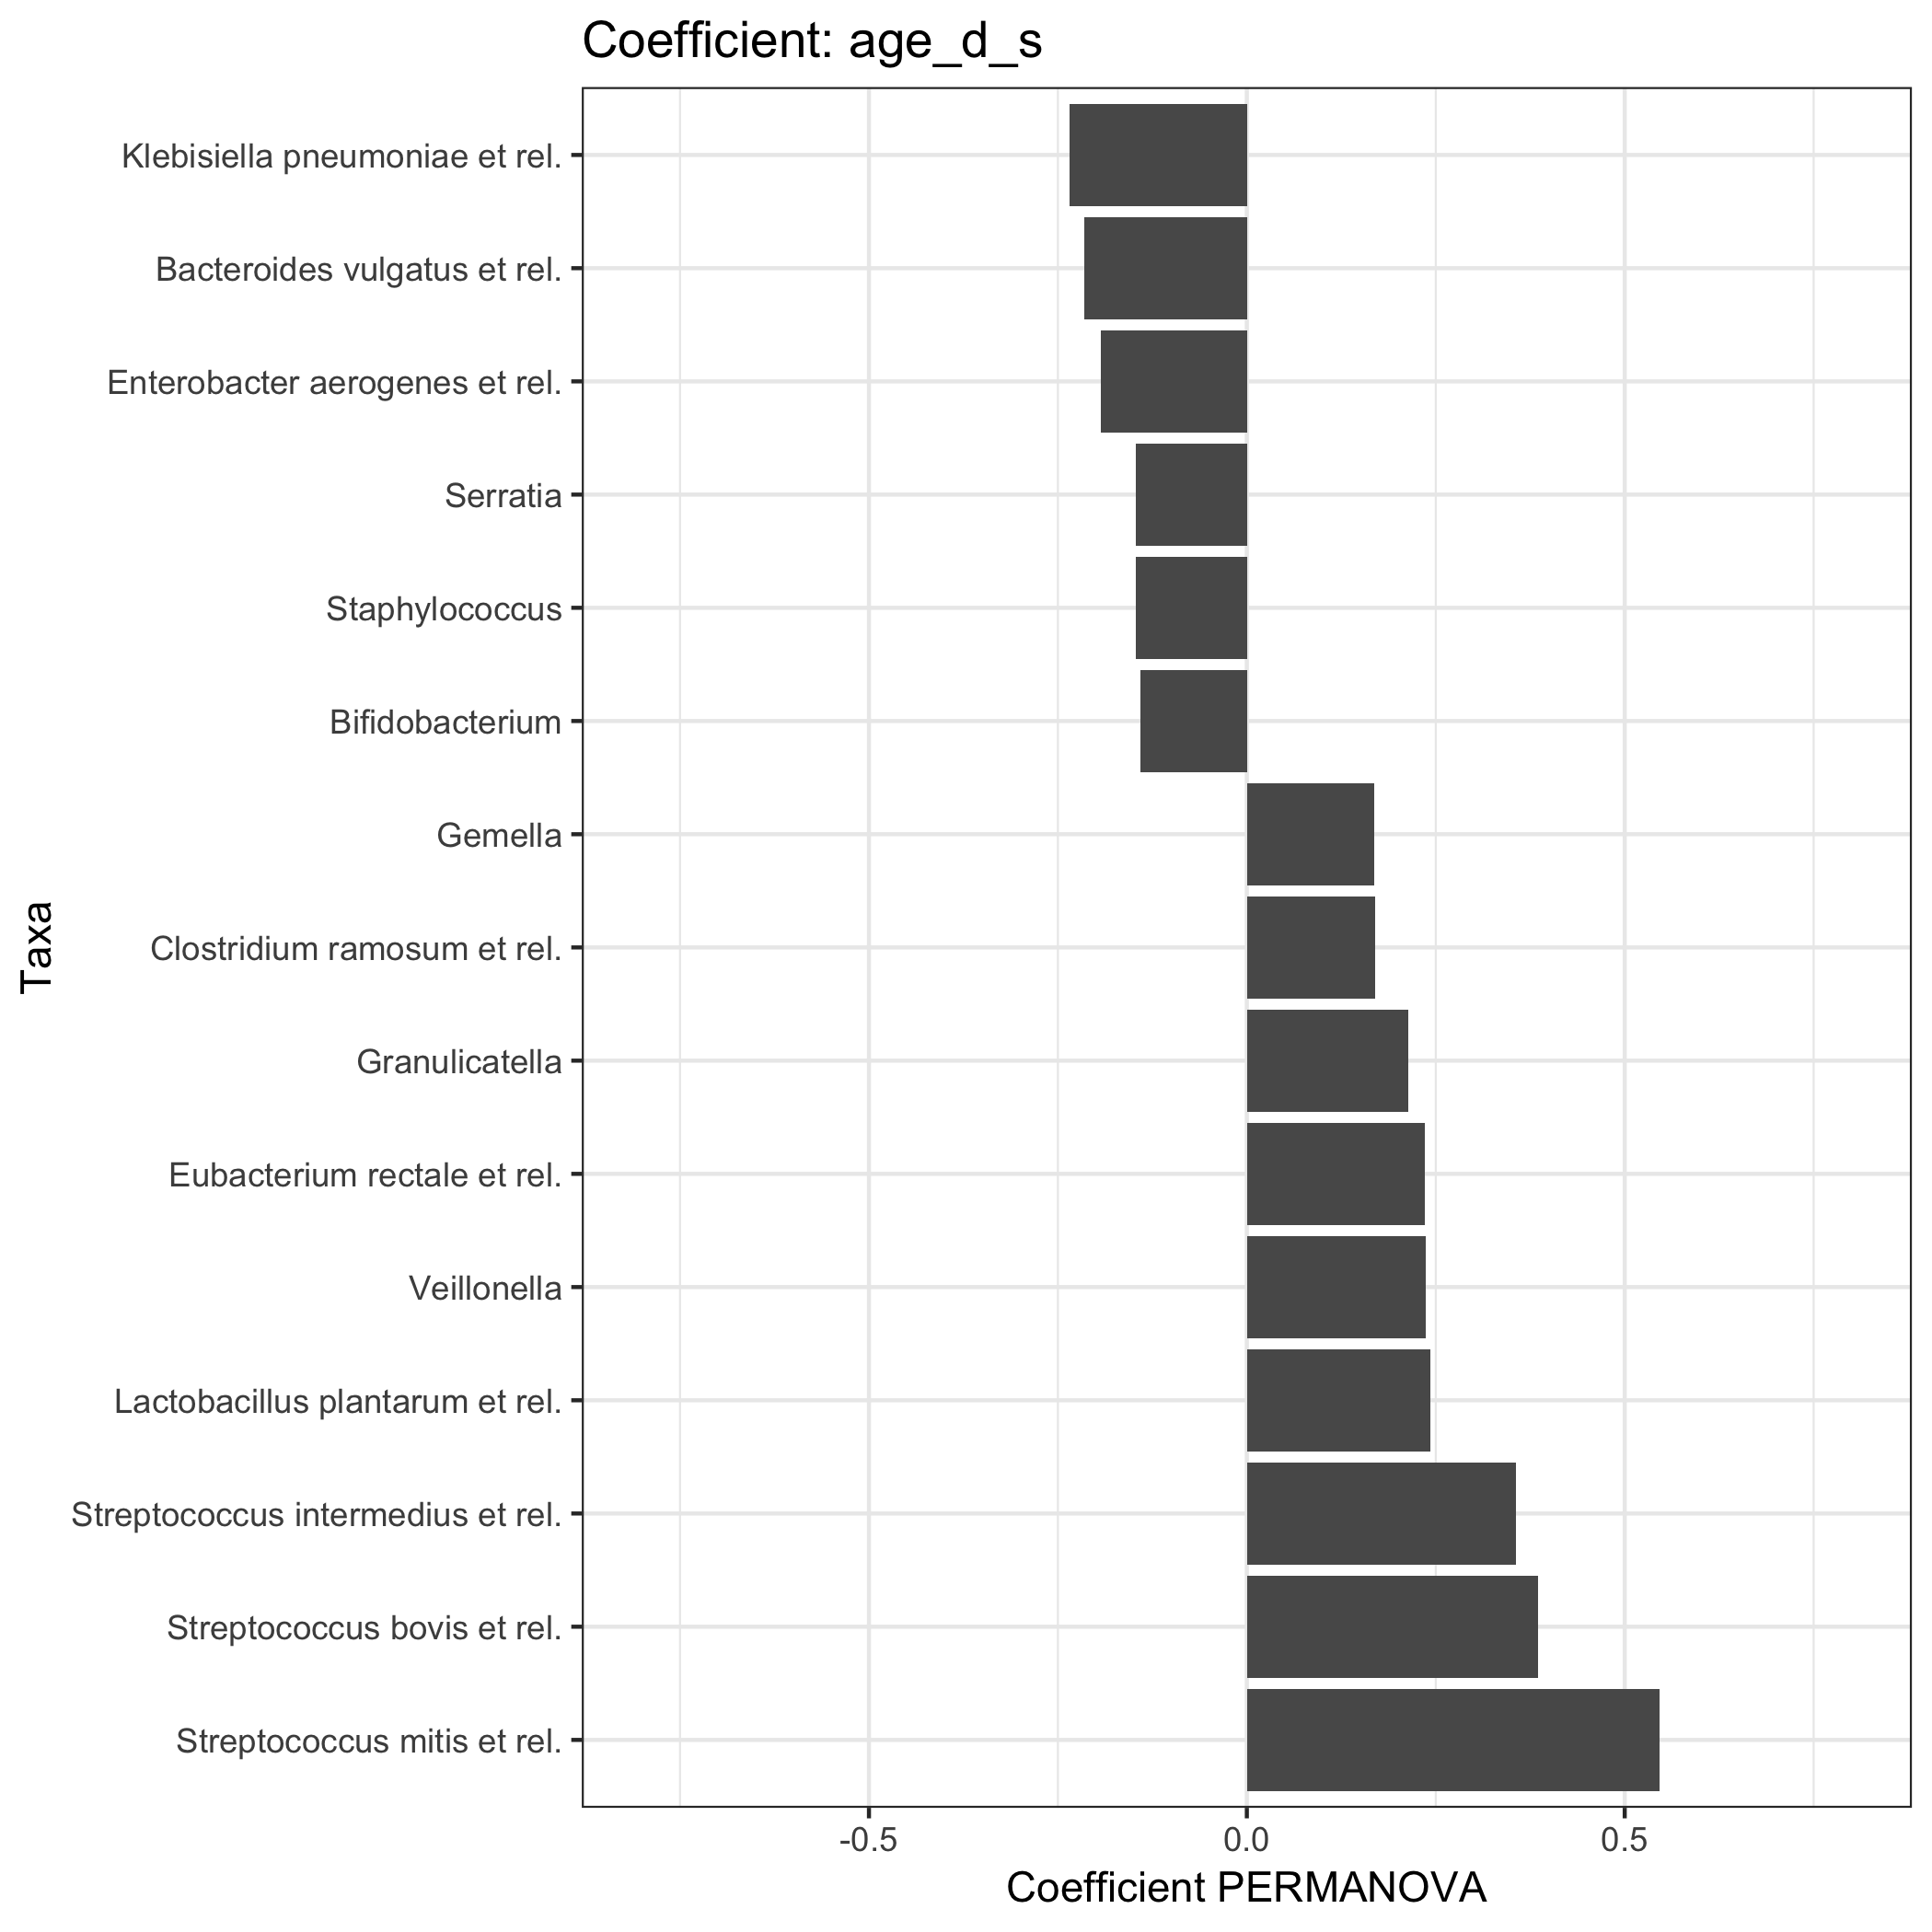 Coefficient: age_d_s
Klebisiella pneumoniae et rel.
Bacteroides vulgatus et rel.
Enterobacter aerogenes et rel.
Serratia
Staphylococcus
Bifidobacterium
Gemella
Clostridium ramosum et rel.
Granulicatella
Eubacterium rectale et rel.
Veillonella
Lactobacillus plantarum et rel.
Streptococcus intermedius et rel.
Streptococcus bovis et rel.
Streptococcus mitis et rel.
Taxa
-0.5 0.0 0.5
Coefficient PERMANOVA